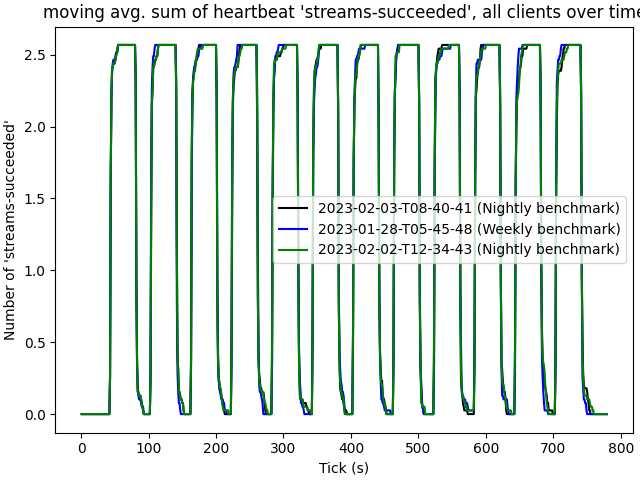 moving avg. sum of heartbeat 'streams-succeeded', all clients over time
Number of 'streams-succeeded'
2.5
2.0
1.5
1.0
0.5
0.0
2023-02-03-T08-40-41 (Nightly benchmark)
2023-01-28-T05-45-48 (Weekly benchmark)
2023-02-02-T12-34-43 (Nightly benchmark)
0 100 200 300 400 500 600 700 800
Tick (s)